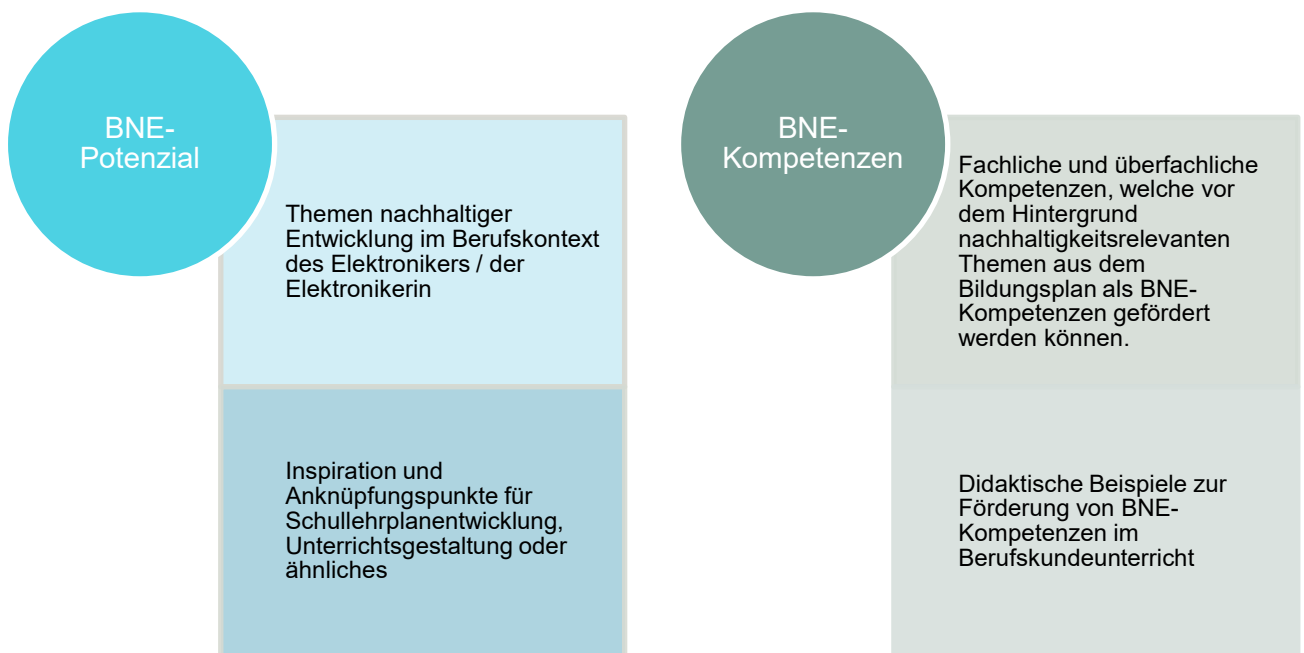 BNE-
Potenzial
Themen nachhaltiger
Entwicklung im Berufskontext
des Elektronikers / der
Elektronikerin
Inspiration und
Anknüpfungspunkte für
Schullehrplanentwicklung,
Unterrichtsgestaltung oder
ähnliches
BNE-
Kompetenzen
Fachliche und überfachliche
Kompetenzen, welche vor
dem Hintergrund
nachhaltigkeitsrelevanten
Themen aus dem
Bildungsplan als BNE-
Kompetenzen gefördert
werden können.
Didaktische Beispiele zur
Förderung von BNE-
Kompetenzen im
Berufskundeunterricht